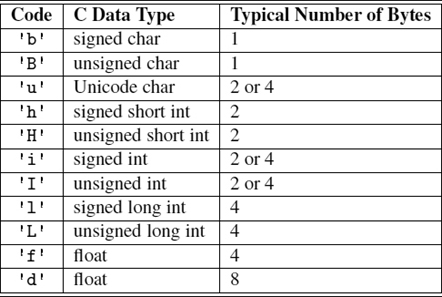 Code C Data Type Typical Number of Bytes
'b' signed char 1
'B' unsigned char 1
'u' Unicode char 2 or 4
'h' signed short int 2
'H' unsigned short int 2
'i' signed int 2 or 4
'I' unsigned int 2 or 4
'l' signed long int 4
'L' unsigned long int 4
'f' float 4
'd' float 8